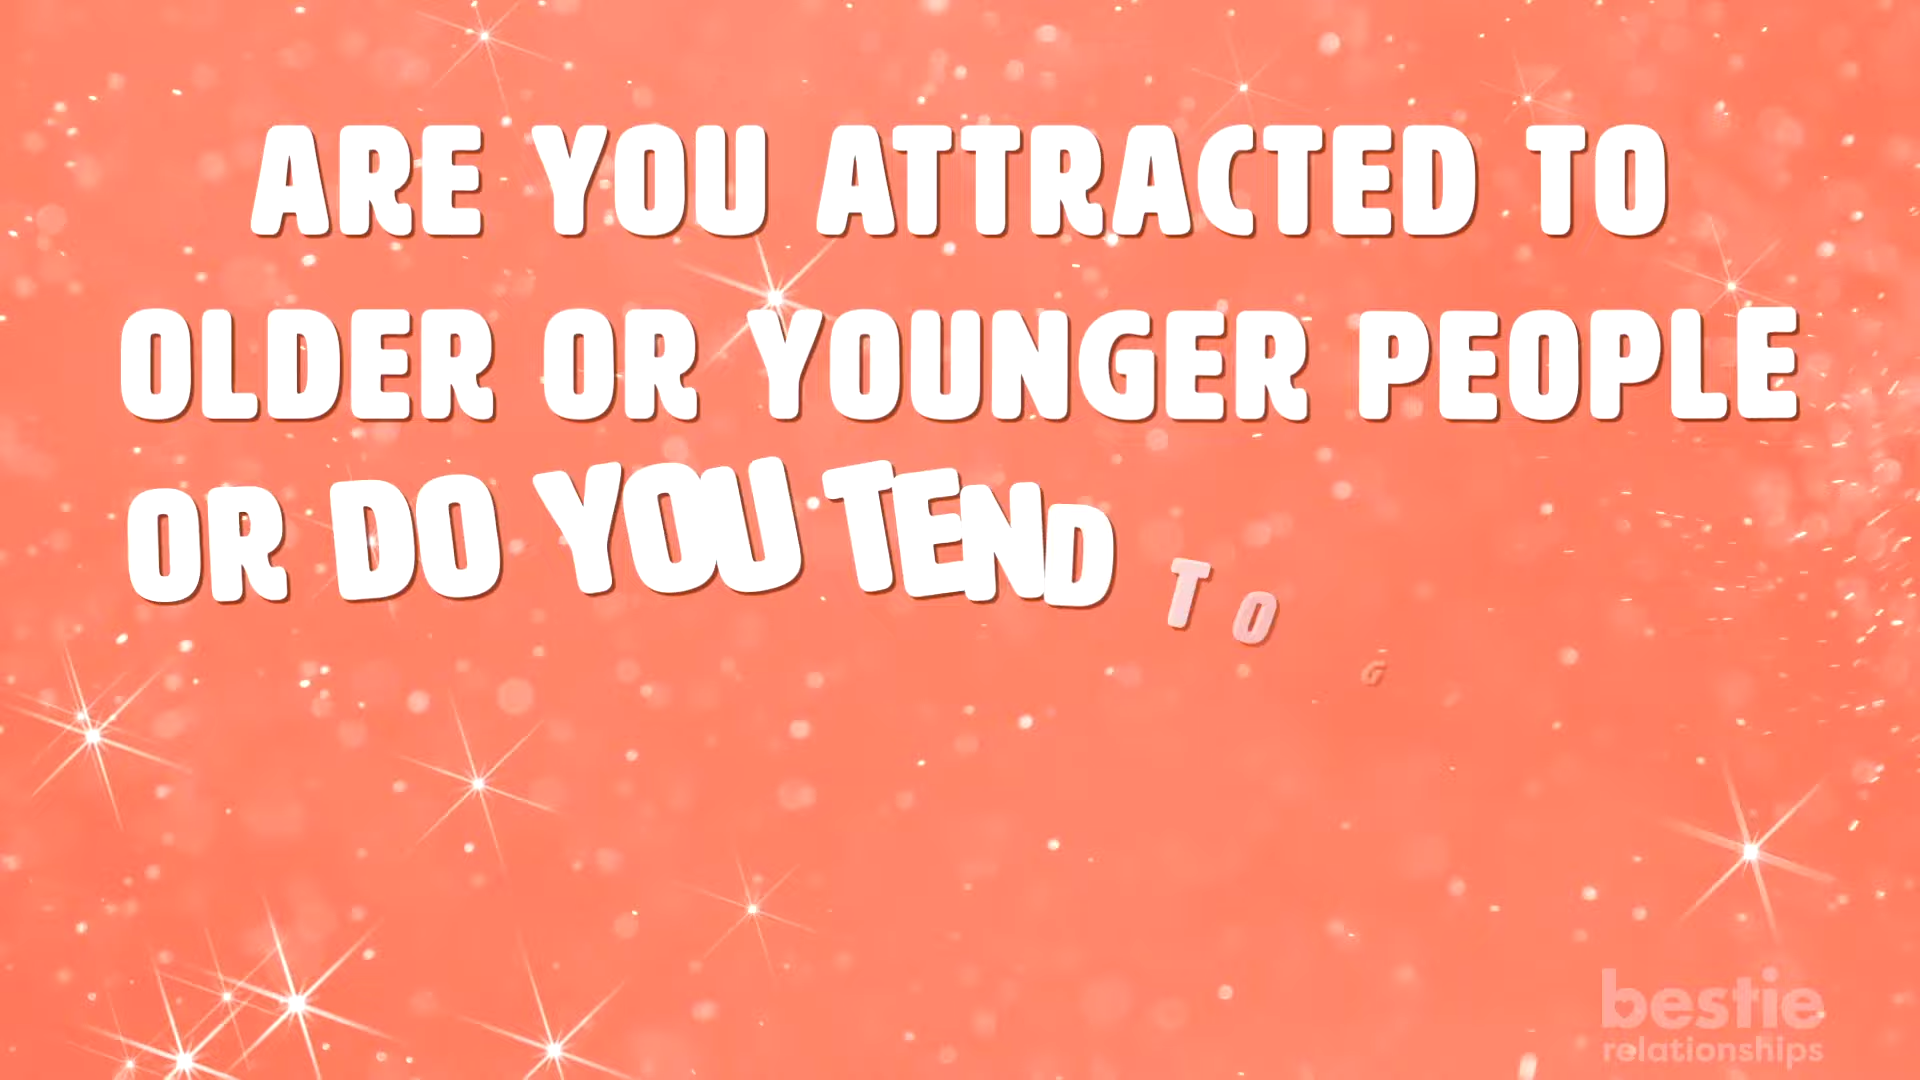 ARE YOU ATTRACTED TO
OLDER OR YOUNGER PEOPLE
OR DO YOU TEND TO G
bestie
relationships